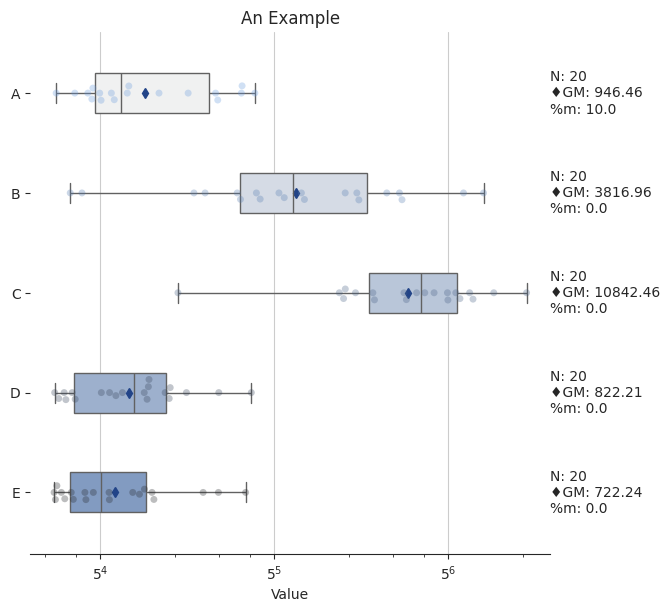 An Example
A
N: 20
♦GM: 946.46
%m: 10.0
B
N: 20
♦GM: 3816.96
%m: 0.0
C
N: 20
♦GM: 10842.46
%m: 0.0
D
N: 20
♦GM: 822.21
%m: 0.0
E
N: 20
♦GM: 722.24
%m: 0.0
5⁴ 5⁵ 5⁶
Value